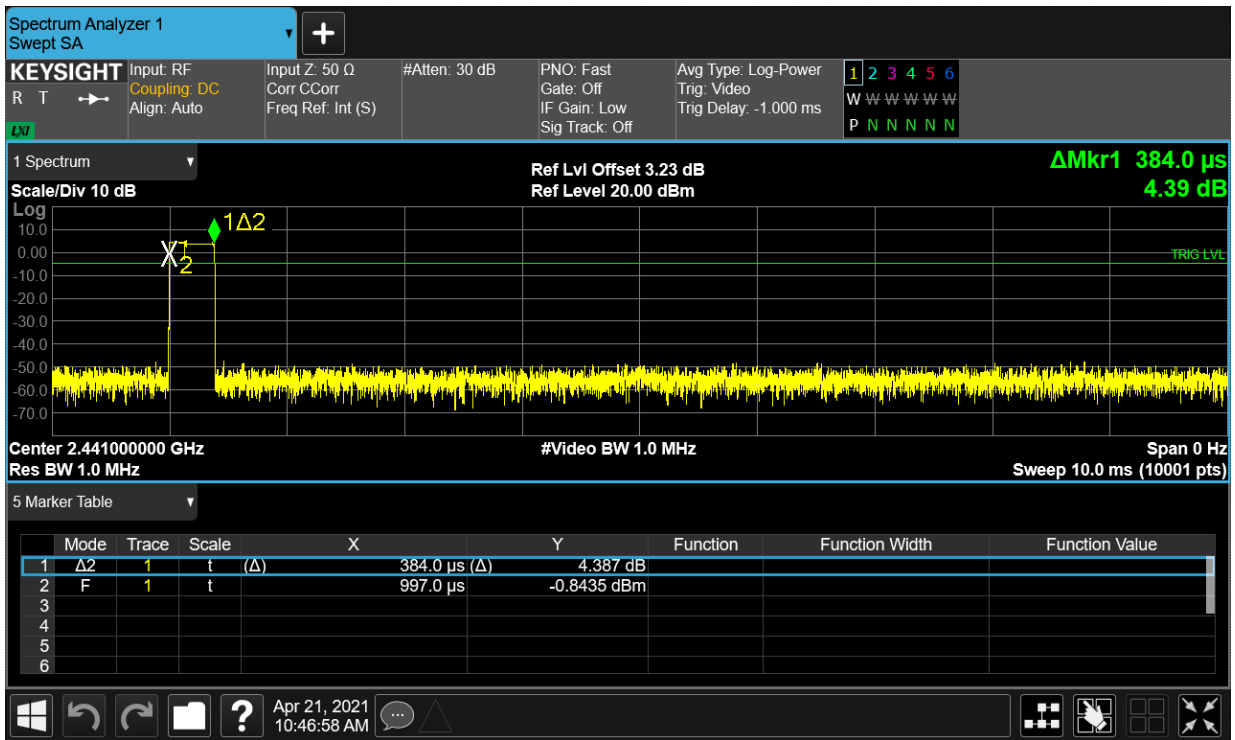 Spectrum Analyzer 1
Swept SA
KEYSIGHT
R T
LXI
Input: RF
Coupling: DC
Align: Auto
Input Z: 50 Ω
Corr CCorr
Freq Ref: Int (S)
#Atten: 30 dB
PNO: Fast
Gate: Off
IF Gain: Low
Sig Track: Off
Avg Type: Log-Power
Trig: Video
Trig Delay: -1.000 ms
1 2 3 4 5 6
W W W W W W
P N N N N N
1 Spectrum
Scale/Div 10 dB
Ref Lvl Offset 3.23 dB
Ref Level 20.00 dBm
ΔMkr1 384.0 µs
4.39 dB
Log
10.0
0.00
-10.0
-20.0
-30.0
-40.0
-50.0
-60.0
-70.0
1Δ2
X
2
TRIG LVL
Center 2.441000000 GHz
Res BW 1.0 MHz
#Video BW 1.0 MHz
Span 0 Hz
Sweep 10.0 ms (10001 pts)
5 Marker Table
Mode Trace Scale X Y Function Function Width Function Value
1 Δ2 1 t (Δ) 384.0 µs (Δ) 4.387 dB
2 F 1 t 997.0 µs -0.8435 dBm
3
4
5
6
?
Apr 21, 2021
10:46:58 AM